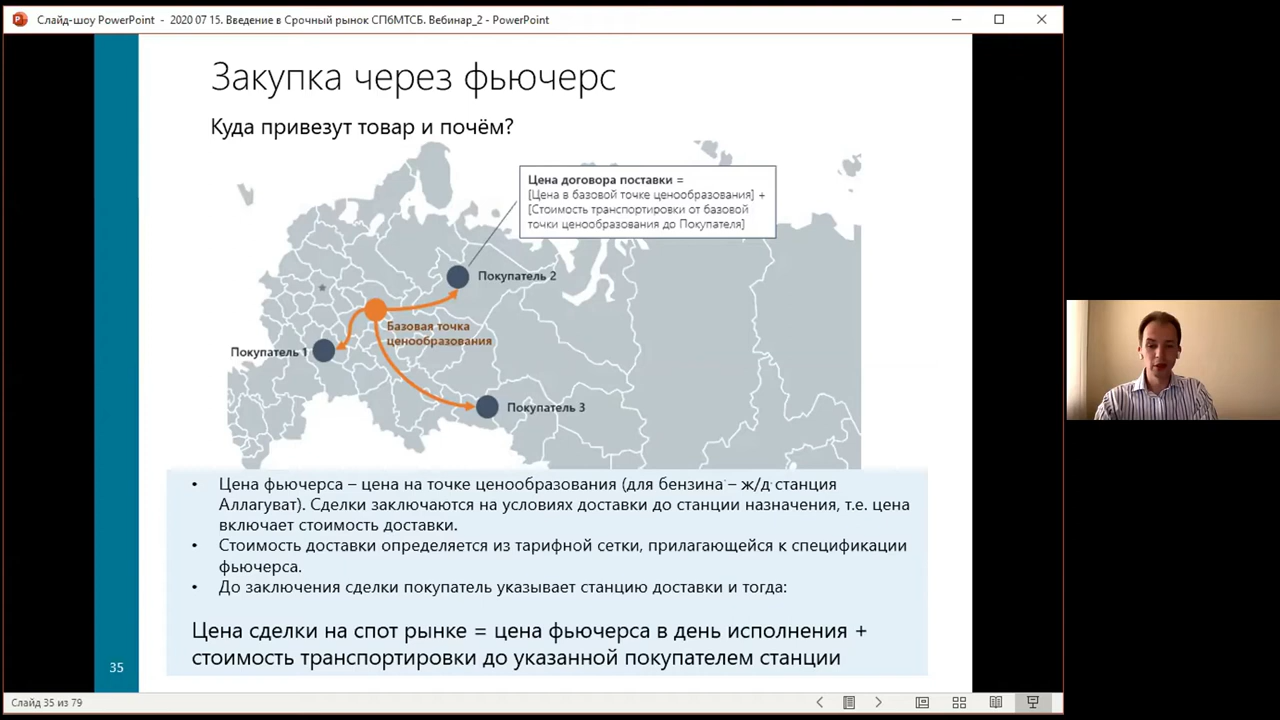 Слайд-шоу PowerPoint - 2020 07 15. Введение в Срочный рынок СПбМТСБ. Вебинар_2 - PowerPoint
Закупка через фьючерс
Куда привезут товар и почём?
Цена договора поставки =
[Цена в базовой точке ценообразования] +
[Стоимость транспортировки от базовой
точки ценообразования до Покупателя]
Покупатель 2
Базовая точка
ценообразования
Покупатель 1
Покупатель 3
• Цена фьючерса – цена на точке ценообразования (для бензина – ж/д станция
Аллагуват). Сделки заключаются на условиях доставки до станции назначения, т.е. цена
включает стоимость доставки.
• Стоимость доставки определяется из тарифной сетки, прилагающейся к спецификации
фьючерса.
• До заключения сделки покупатель указывает станцию доставки и тогда:
Цена сделки на спот рынке = цена фьючерса в день исполнения +
стоимость транспортировки до указанной покупателем станции
35
Слайд 35 из 79